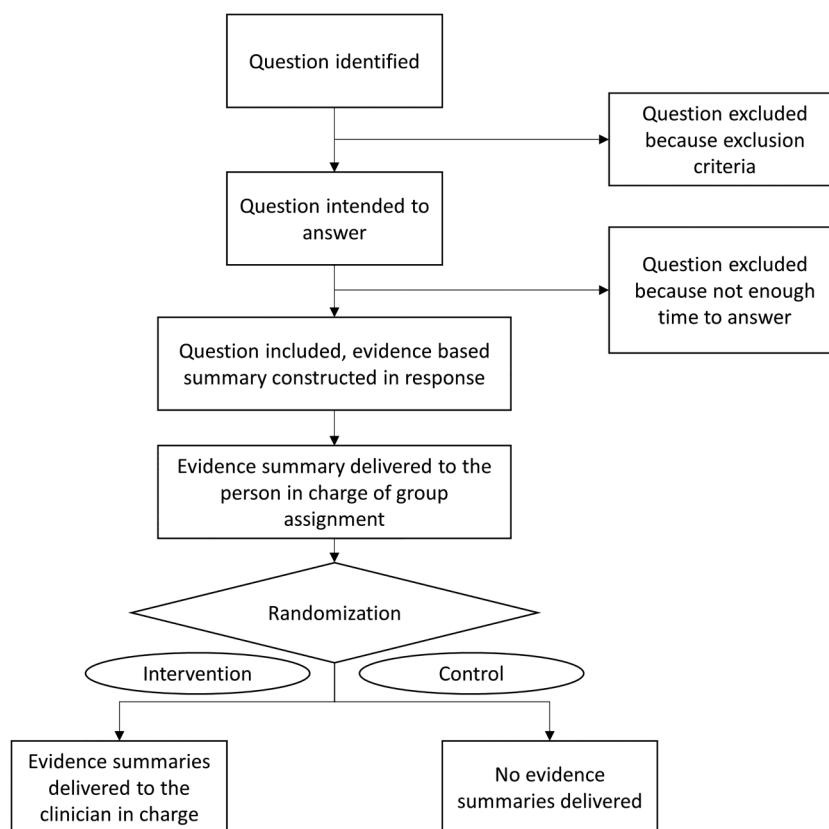 Question identified
Question excluded
because exclusion
criteria
Question intended to
answer
Question excluded
because not enough
time to answer
Question included, evidence based
summary constructed in response
Evidence summary delivered to the
person in charge of group
assignment
Randomization
Intervention
Control
Evidence summaries
delivered to the
clinician in charge
No evidence
summaries delivered